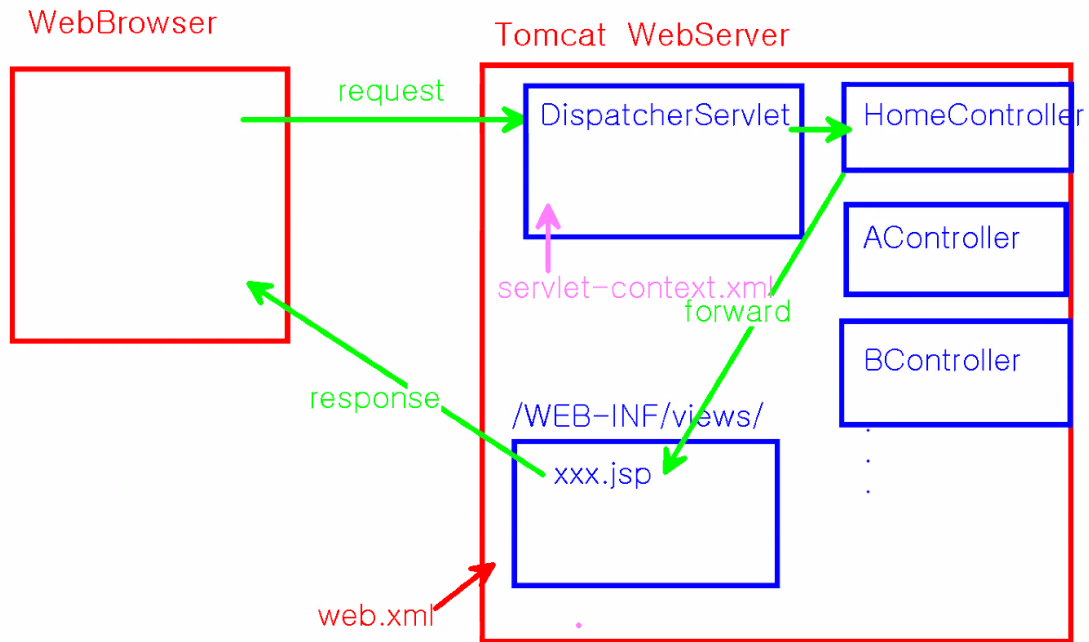 WebBrowser
Tomcat WebServer
request
DispatcherServlet
HomeController
AController
servlet-context.xml
forward
BController
response
/WEB-INF/views/
xxx.jsp
web.xml